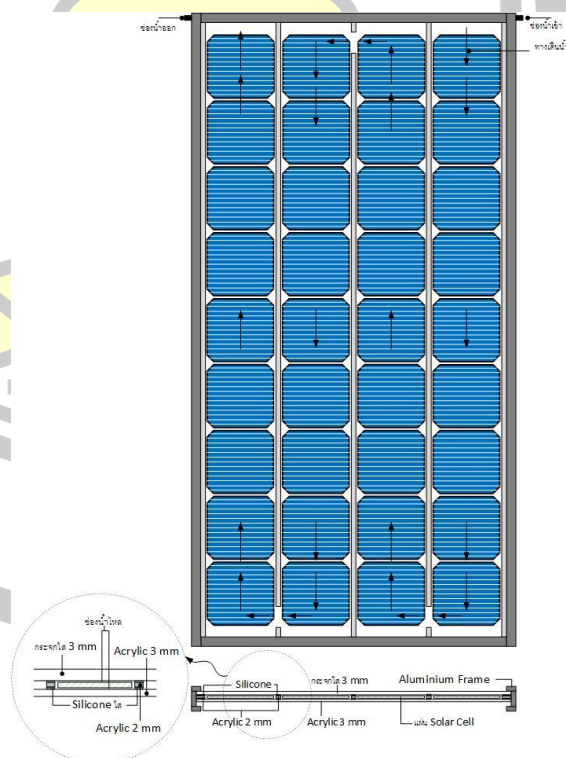 ช่องน้ำออก
ช่องน้ำเข้า
ทางเดินน้ำ
ช่องน้ำไหล
กระจกใส 3 mm
Acrylic 3 mm
Silicone ใส
Acrylic 2 mm
Silicone
กระจกใส 3 mm
Aluminium Frame
Acrylic 2 mm
Acrylic 3 mm
แผ่น Solar Cell